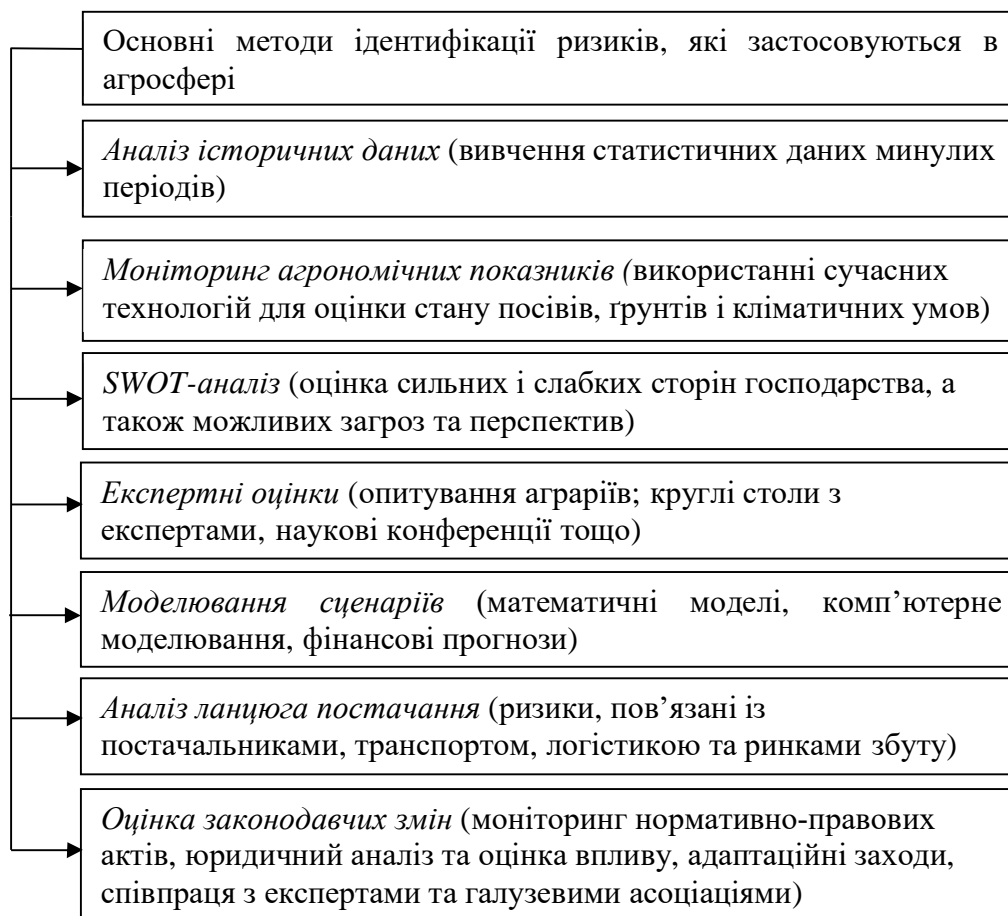 Основні методи ідентифікації ризиків, які застосовуються в
агросфері
Аналіз історичних даних (вивчення статистичних даних минулих
періодів)
Моніторинг агрономічних показників (використанні сучасних
технологій для оцінки стану посівів, ґрунтів і кліматичних умов)
SWOT-аналіз (оцінка сильних і слабких сторін господарства, а
також можливих загроз та перспектив)
Експертні оцінки (опитування аграріїв; круглі столи з
експертами, наукові конференції тощо)
Моделювання сценаріїв (математичні моделі, комп’ютерне
моделювання, фінансові прогнози)
Аналіз ланцюга постачання (ризики, пов’язані із
постачальниками, транспортом, логістикою та ринками збуту)
Оцінка законодавчих змін (моніторинг нормативно-правових
актів, юридичний аналіз та оцінка впливу, адаптаційні заходи,
співпраця з експертами та галузевими асоціаціями)